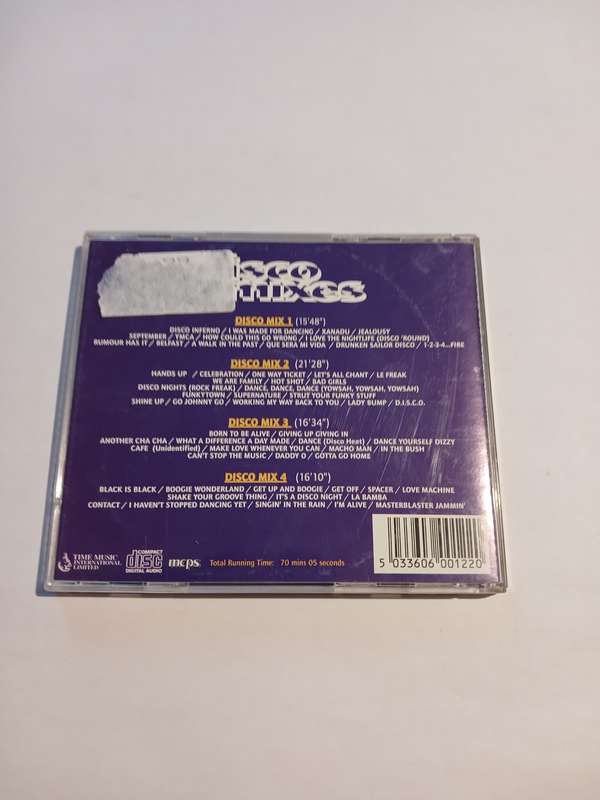 DISCO
mixes
DISCO MIX 1 (15'48")
DISCO INFERNO / I WAS MADE FOR DANCING / XANADU / JEALOUSY
SEPTEMBER / YMCA / HOW COULD THIS GO WRONG / I LOVE THE NIGHTLIFE (DISCO 'ROUND)
RUMOUR HAS IT / BELFAST / A WALK IN THE PAST / QUE SERA MI VIDA / DRUNKEN SAILOR DISCO / 1-2-3-4...FIRE
DISCO MIX 2 (21'28")
HANDS UP / CELEBRATION / ONE WAY TICKET / LET'S ALL CHANT / LE FREAK
WE ARE FAMILY / HOT SHOT / BAD GIRLS
DISCO NIGHTS (ROCK FREAK) / DANCE, DANCE, DANCE (YOWSAH, YOWSAH, YOWSAH)
FUNKYTOWN / SUPERNATURE / STRUT YOUR FUNKY STUFF
SHINE UP / GO JOHNNY GO / WORKING MY WAY BACK TO YOU / LADY BUMP / D.I.S.C.O.
DISCO MIX 3 (16'34")
BORN TO BE ALIVE / GIVING UP GIVING IN
ANOTHER CHA CHA / WHAT A DIFFERENCE A DAY MADE / DANCE (Disco Heat) / DANCE YOURSELF DIZZY
CAFE (Unidentified) / MAKE LOVE WHENEVER YOU CAN / MACHO MAN / IN THE BUSH
CAN'T STOP THE MUSIC / DADDY O / GOTTA GO HOME
DISCO MIX 4 (16'10")
BLACK IS BLACK / BOOGIE WONDERLAND / GET UP AND BOOGIE / GET OFF / SPACER / LOVE MACHINE
SHAKE YOUR GROOVE THING / IT'S A DISCO NIGHT / LA BAMBA
CONTACT / I HAVEN'T STOPPED DANCING YET / SINGIN' IN THE RAIN / I'M ALIVE / MASTERBLASTER JAMMIN'
TIME MUSIC
INTERNATIONAL
LIMITED
COMPACT
disc
DIGITAL AUDIO
mcps
Total Running Time: 70 mins 05 seconds
5 033606 001220